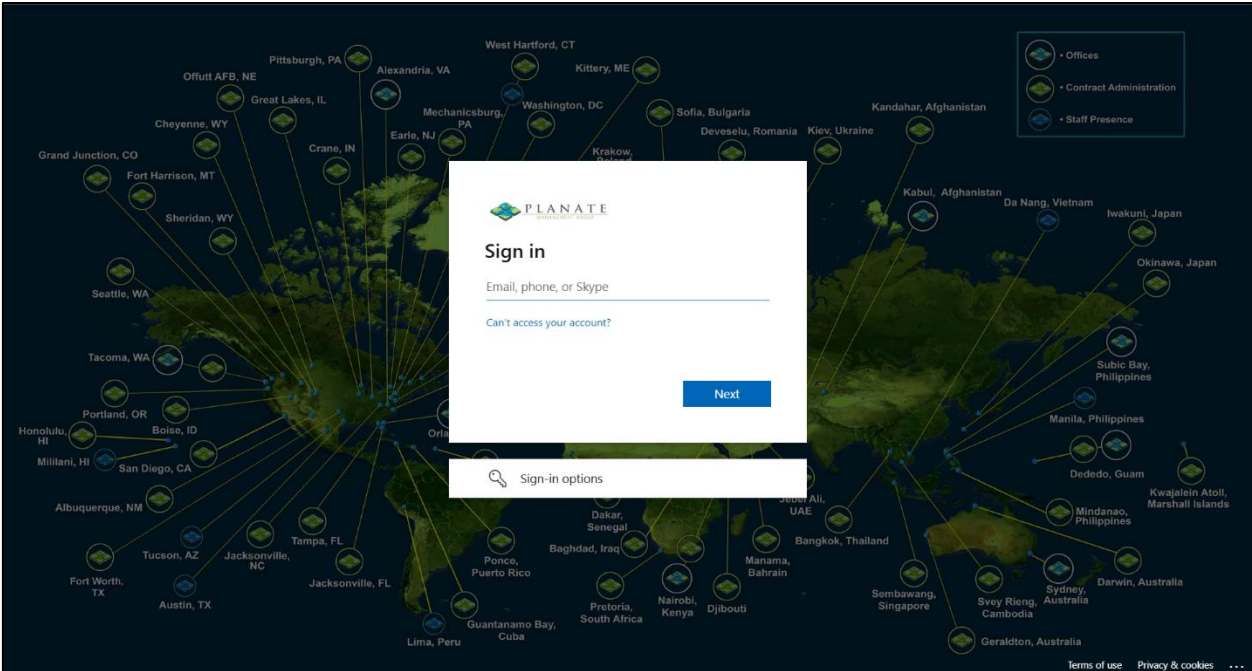 West Hartford, CT
Pittsburgh, PA
Alexandria, VA
Kittery, ME
Offutt AFB, NE
Great Lakes, IL
Mechanicsburg,
PA
Washington, DC
Sofia, Bulgaria
Kandahar, Afghanistan
• Offices
• Contract Administration
• Staff Presence
Cheyenne, WY
Earle, NJ
Deveselu, Romania
Kiev, Ukraine
Grand Junction, CO
Crane, IN
Krakow,
Fort Harrison, MT
Kabul, Afghanistan
Da Nang, Vietnam
Iwakuni, Japan
Sheridan, WY
Okinawa, Japan
Seattle, WA
PLANATE
MANAGEMENT GROUP
Sign in
Email, phone, or Skype
Can't access your account?
Next
Sign-in options
Tacoma, WA
Subic Bay,
Philippines
Portland, OR
Boise, ID
Manila, Philippines
Honolulu,
HI
Mililani, HI
San Diego, CA
Dededo, Guam
Kwajalein Atoll,
Marshall Islands
Albuquerque, NM
Dakar,
Senegal
Jebel Ali,
UAE
Mindanao,
Philippines
Tucson, AZ
Jacksonville,
NC
Tampa, FL
Baghdad, Iraq
Bangkok, Thailand
Fort Worth,
TX
Jacksonville, FL
Ponce,
Puerto Rico
Manama,
Bahrain
Darwin, Australia
Austin, TX
Guantanamo Bay,
Cuba
Pretoria,
South Africa
Nairobi,
Kenya
Djibouti
Sembawang,
Singapore
Svey Rieng,
Cambodia
Sydney,
Australia
Lima, Peru
Geraldton, Australia
Terms of use
Privacy & cookies
...